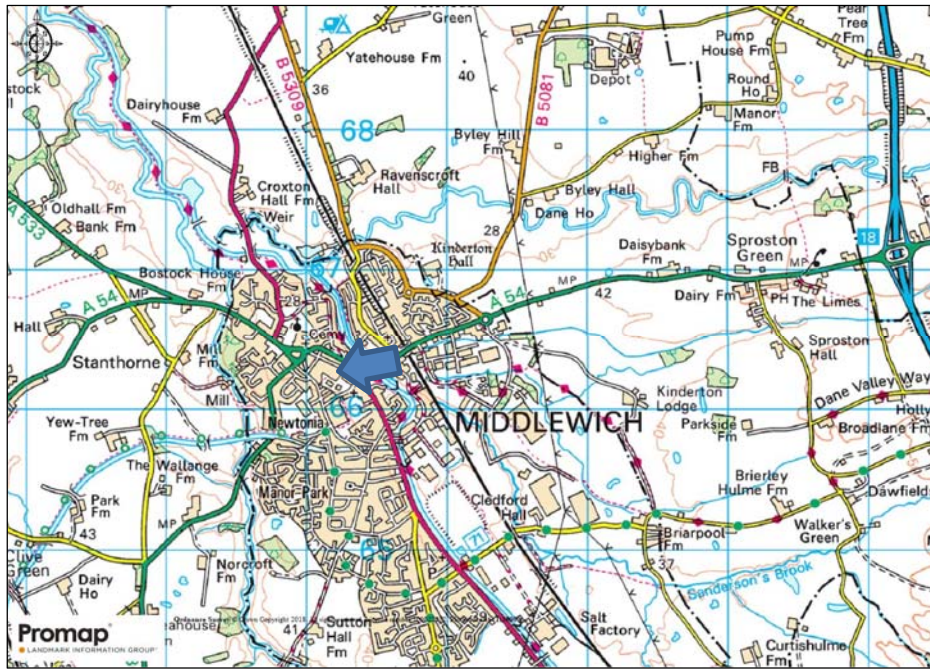 Green
Yatehouse Fm
B 5309
36
40
Depot
B 5081
Pump
House Fm
Pear
Tree
Fm
Round
Ho
Manor
Fm
Dairyhouse
Fm
68
Byley Hill
Fm
Higher Fm
FB
Ravenscroft
Hall
Croxton
Hall Fm
Weir
Byley Hall
Dane Ho
28
Oldhall Fm
Bank Fm
A 533
Kinderton
Hall
Daisybank
Fm
Sproston
Green
18
MP
Bostock House
Fm
67
A 54
MP
28
A 54
42
Dairy Fm
PH
The Limes
Hall
Stanthorne
Mill
Fm
Mill
Cemy
Sproston
Hall
66
Newtonia
MIDDLEWICH
Kinderton
Lodge
Parkside
Fm
Dane Valley Way
Holly
Broadlane Fm
Yew-Tree
Fm
The Wallange
Fm
Manor Park
Cledford
Hall
Brierley
Hulme Fm
Dawfields
Park
Fm
43
MP
Walker's
Green
Clive
Green
Dairy
Ho
Norcroft
Fm
71
Briarpool
Fm
37
Sanderson's Brook
41
Sutton
Hall
Fm
Salt
Factory
Curtishulme
Fm
Promap®
LANDMARK INFORMATION GROUP